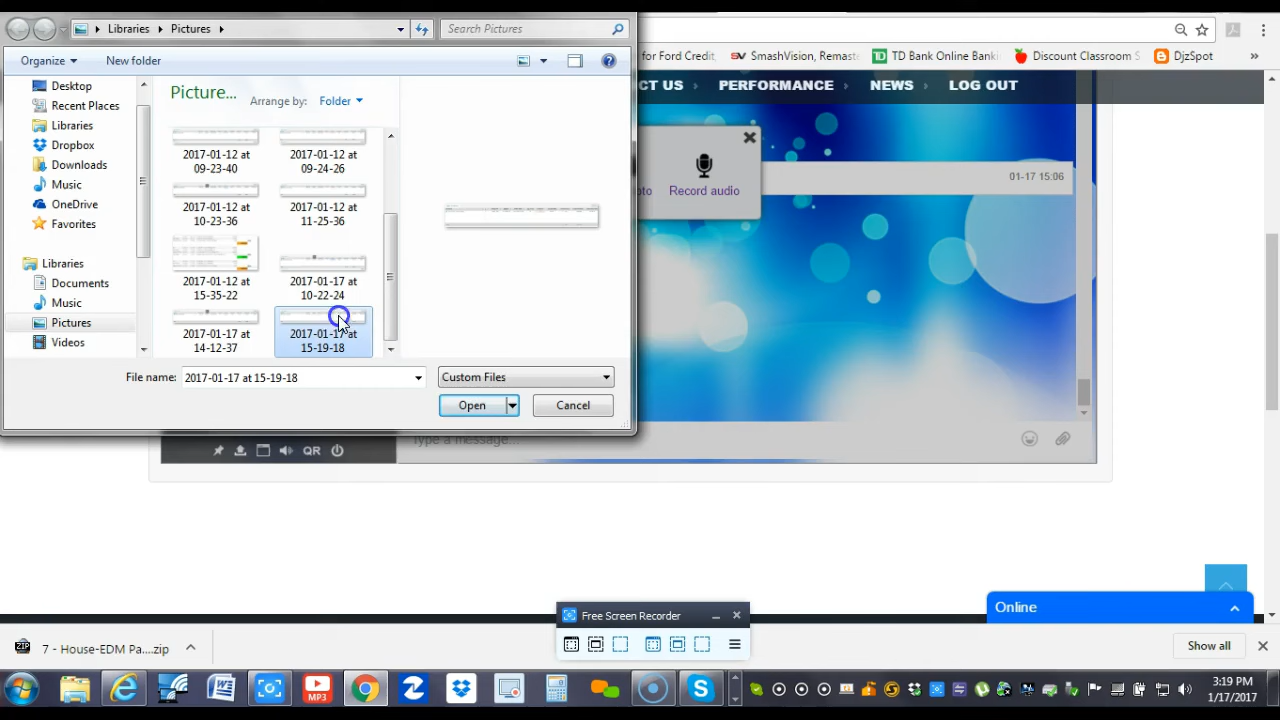 Libraries
Pictures
Search Pictures
Organize
New folder
Desktop
Recent Places
Libraries
Dropbox
Downloads
Music
OneDrive
Favorites
Libraries
Documents
Music
Pictures
Videos
Picture...
Arrange by:
Folder
2017-01-12 at
09-23-40
2017-01-12 at
09-24-26
2017-01-12 at
10-23-36
2017-01-12 at
11-25-36
2017-01-12 at
15-35-22
2017-01-17 at
10-22-24
2017-01-17 at
14-12-37
2017-01-17 at
15-19-18
File name:
2017-01-17 at 15-19-18
Custom Files
Open
Cancel
for Ford Credit,
SmashVision, Remaste
TD Bank Online Banki
Discount Classroom S
DjzSpot
CT US
PERFORMANCE
NEWS
LOG OUT
oto
Record audio
01-17 15:06
QR
Type a message...
Online
Free Screen Recorder
7 - House-EDM Pa....zip
Show all
MP3
3:19 PM
1/17/2017